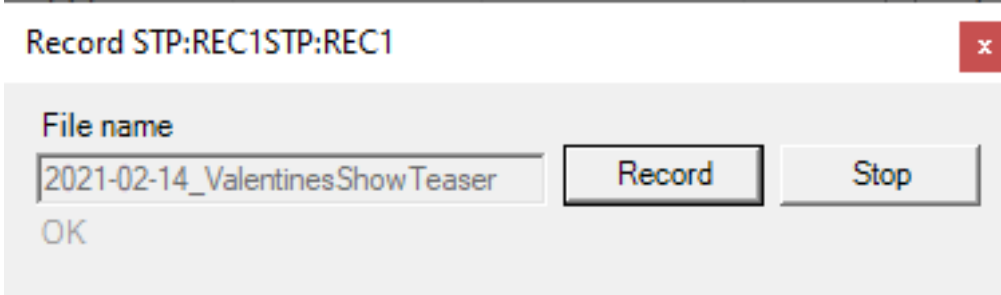 Record STP:REC1STP:REC1
x
File name
2021-02-14_ValentinesShowTeaser
Record
Stop
OK